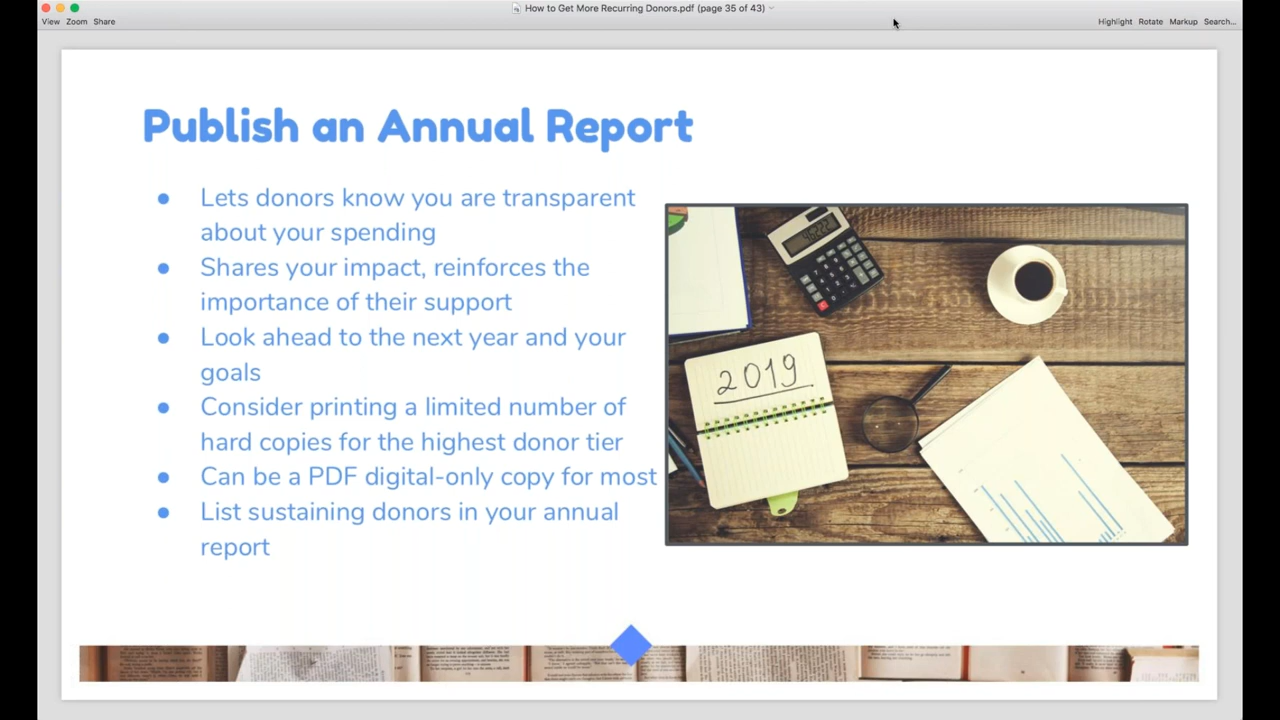 How to Get More Recurring Donors.pdf (page 35 of 43)
View Zoom Share
Highlight Rotate Markup Search...
Publish an Annual Report
● Lets donors know you are transparent
about your spending
● Shares your impact, reinforces the
importance of their support
● Look ahead to the next year and your
goals
● Consider printing a limited number of
hard copies for the highest donor tier
● Can be a PDF digital-only copy for most
● List sustaining donors in your annual
report
2019